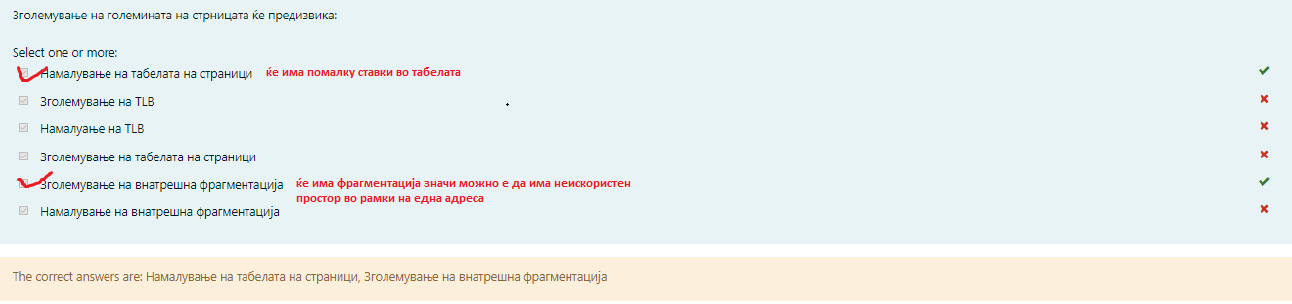 Зголемување на големината на стрницата ќе предизвика:
Select one or more:
Намалување на табелата на страници ќе има помалку ставки во табелата
Зголемување на TLB
Намалуање на TLB
Зголемување на табелата на страници
Зголемување на внатрешна фрагментација ќе има фрагментација значи можно е да има неискористен
простор во рамки на една адреса
Намалување на внатрешна фрагментација
The correct answers are: Намалување на табелата на страници, Зголемување на внатрешна фрагментација